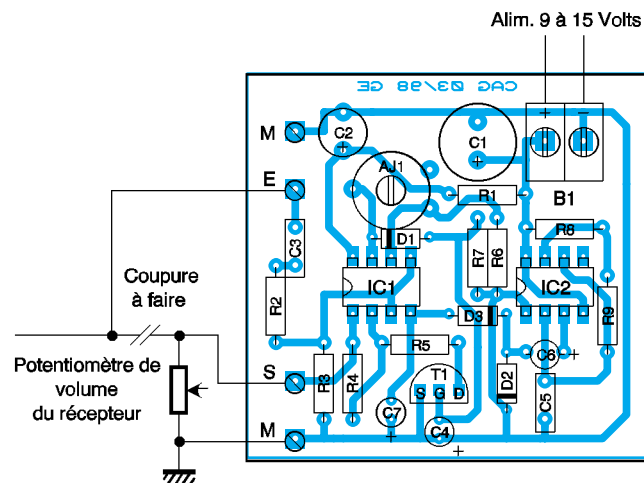 Alim. 9 à 15 Volts
CAG 03/98 GE
+
−
M
C2
C1
+
+
B1
E
AJ1
R1
C3
D1
R7
R6
R8
Coupure
à faire
R2
IC1
IC2
D3
R9
R5
Potentiomètre de
volume
du récepteur
S
R3
R4
T1
S G D
C6
+
D2
C5
C7
+
C4
+
M